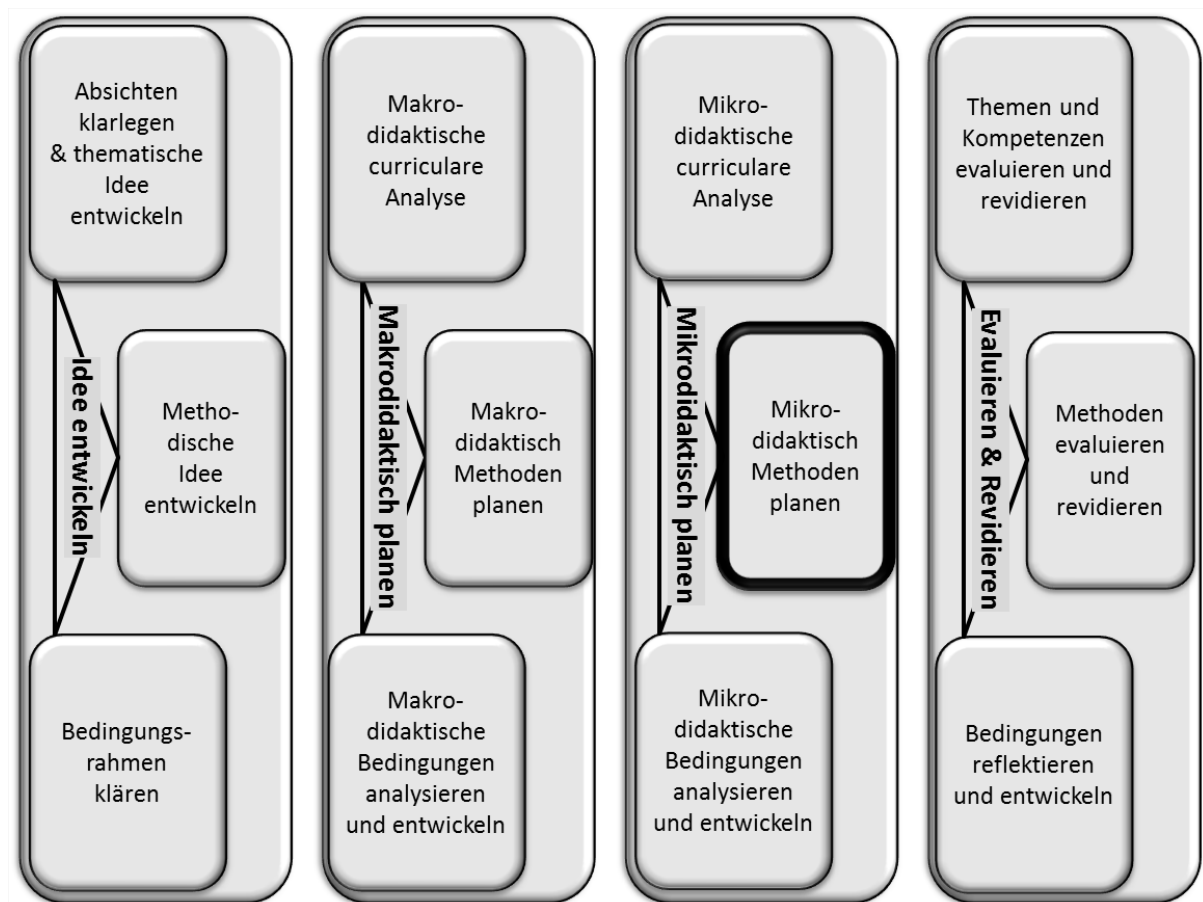 Absichten
klarlegen
& thematische
Idee
entwickeln
Idee entwickeln
Metho-
dische
Idee
entwickeln
Bedingungs-
rahmen
klären
Makro-
didaktische
curriculare
Analyse
Makrodidaktisch planen
Makro-
didaktisch
Methoden
planen
Makro-
didaktische
Bedingungen
analysieren
und entwickeln
Mikro-
didaktische
curriculare
Analyse
Mikrodidaktisch planen
Mikro-
didaktisch
Methoden
planen
Mikro-
didaktische
Bedingungen
analysieren
und entwickeln
Themen und
Kompetenzen
evaluieren und
revidieren
Evaluieren & Revidieren
Methoden
evaluieren
und
revidieren
Bedingungen
reflektieren
und entwickeln